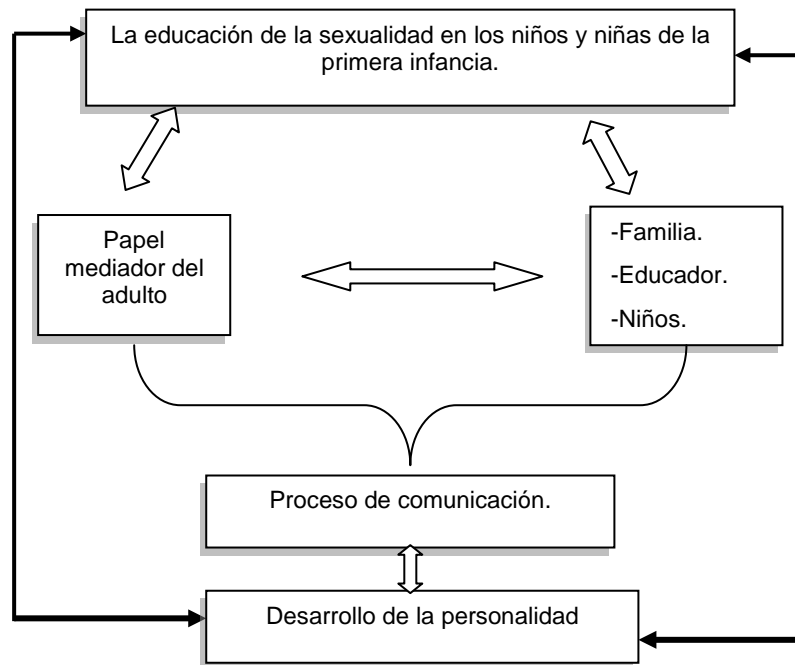 La educación de la sexualidad en los niños y niñas de la
primera infancia.
Papel
mediador del
adulto
-Familia.
-Educador.
-Niños.
Proceso de comunicación.
Desarrollo de la personalidad